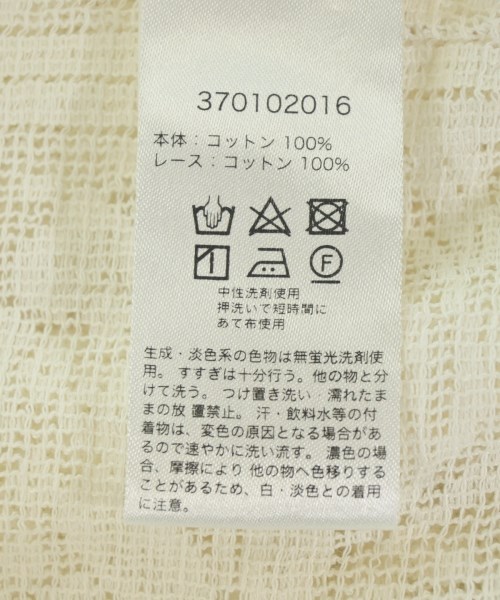 370102016
本体：コットン 100%
レース：コットン 100%
F
中性洗剤使用
押洗いで短時間に
あて布使用
生成・淡色系の色物は無蛍光洗剤使
用。 すすぎは十分行う。他の物と分
けて洗う。 つけ置き洗い・濡れたま
まの放 置禁止。 汗・飲料水等の付
着物は、変色の原因となる場合があ
るので速やかに洗い流す。 濃色の場
合、摩擦により 他の物へ色移りする
ことがあるため、白・淡色との着用
に注意。